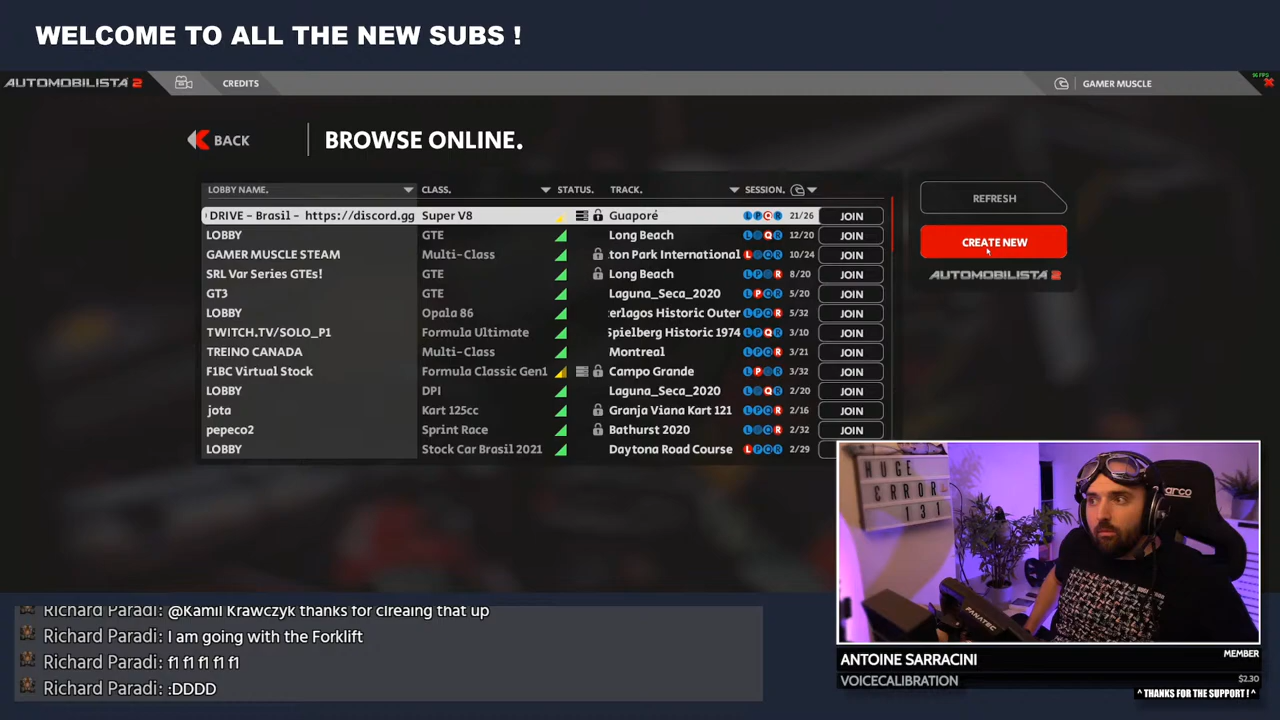 WELCOME TO ALL THE NEW SUBS !
AUTOMOBILISTA 2
CREDITS
GAMER MUSCLE
BACK
BROWSE ONLINE.
LOBBY NAME. CLASS. STATUS. TRACK. SESSION.
DRIVE - Brasil - https://discord.gg Super V8 Guaporé L P Q R 21/26 JOIN
LOBBY GTE Long Beach L P Q R 12/20 JOIN
GAMER MUSCLE STEAM Multi-Class ton Park International L P Q R 10/24 JOIN
SRL Var Series GTEs! GTE Long Beach L P Q R 8/20 JOIN
GT3 GTE Laguna_Seca_2020 L P Q R 5/20 JOIN
LOBBY Opala 86 erlagos Historic Outer L P Q R 5/32 JOIN
TWITCH.TV/SOLO_P1 Formula Ultimate Spielberg Historic 1974 L P Q R 3/10 JOIN
TREINO CANADA Multi-Class Montreal L P Q R 3/21 JOIN
F1BC Virtual Stock Formula Classic Gen1 Campo Grande L P Q R 3/32 JOIN
LOBBY DPI Laguna_Seca_2020 L P Q R 2/20 JOIN
jota Kart 125cc Granja Viana Kart 121 L P Q R 2/16 JOIN
pepeco2 Sprint Race Bathurst 2020 L P Q R 2/32 JOIN
LOBBY Stock Car Brasil 2021 Daytona Road Course L P Q R 2/29 JOIN
REFRESH
CREATE NEW
AUTOMOBILISTA 2
HUGE
ERROR
131
arco
FANATEC
Richard Paradi: @Kamil Krawczyk thanks for clreaing that up
Richard Paradi: I am going with the Forklift
Richard Paradi: f1 f1 f1 f1 f1
Richard Paradi: :DDDD
ANTOINE SARRACINI MEMBER
VOICECALIBRATION $2.30
^ THANKS FOR THE SUPPORT ! ^